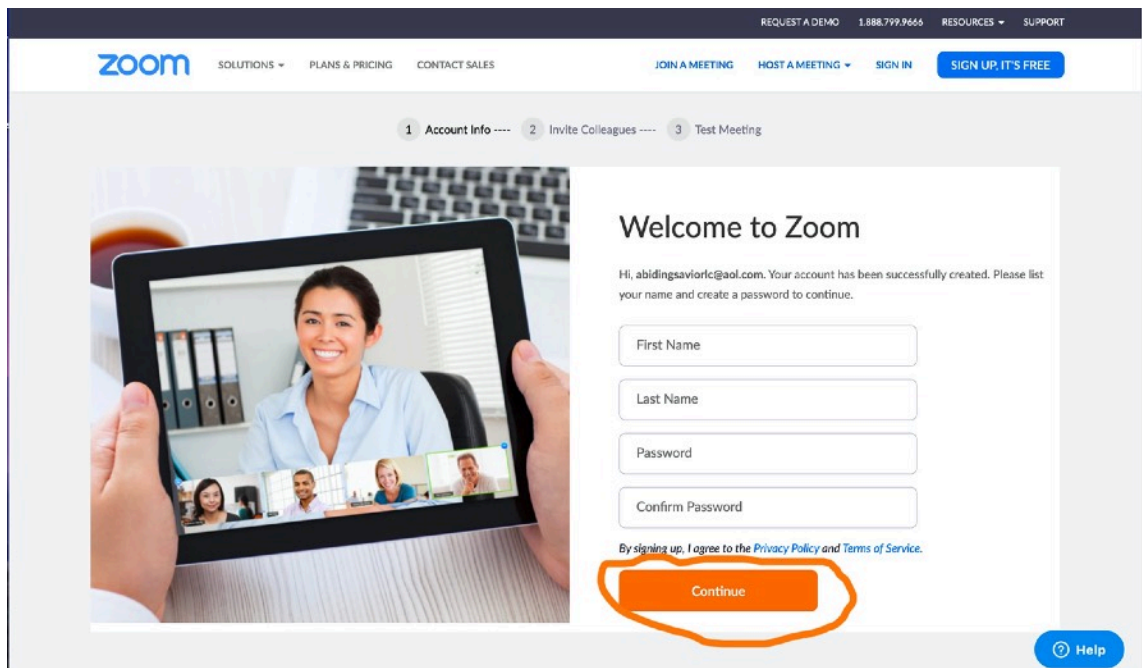 REQUEST A DEMO 1.888.799.9666 RESOURCES SUPPORT
zoom SOLUTIONS PLANS & PRICING CONTACT SALES JOIN A MEETING HOST A MEETING SIGN IN SIGN UP, IT'S FREE
1 Account Info ---- 2 Invite Colleagues ---- 3 Test Meeting
Welcome to Zoom
Hi, abidingsaviorlc@aol.com. Your account has been successfully created. Please list
your name and create a password to continue.
First Name
Last Name
Password
Confirm Password
By signing up, I agree to the Privacy Policy and Terms of Service.
Continue
Help